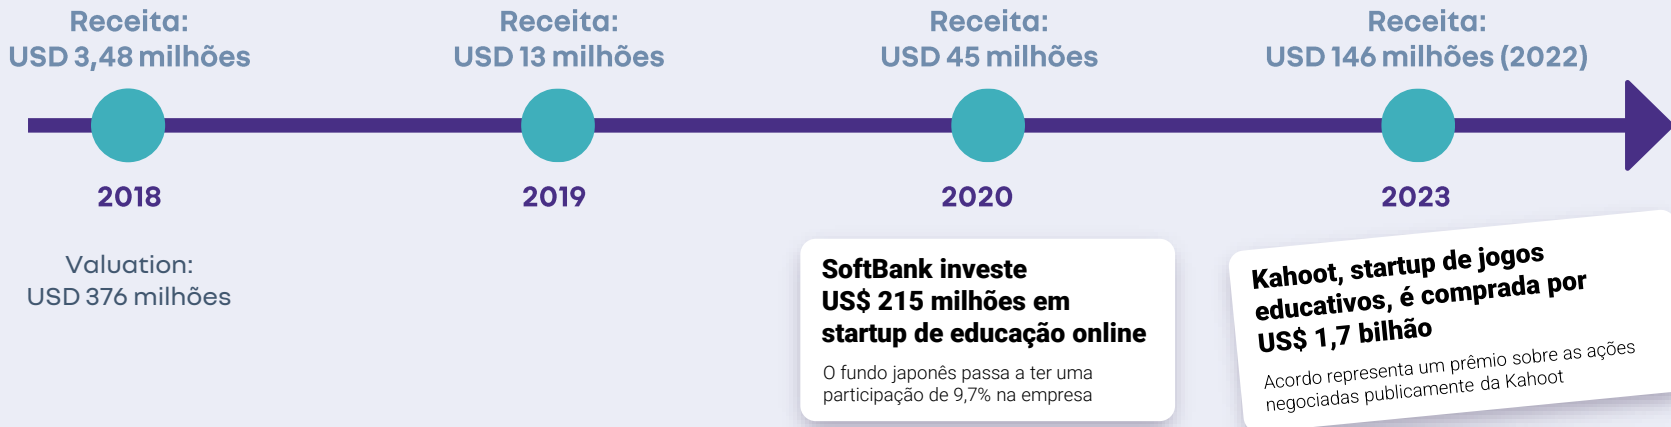 Receita:
USD 3,48 milhões
Receita:
USD 13 milhões
Receita:
USD 45 milhões
Receita:
USD 146 milhões (2022)
2018
2019
2020
2023
Valuation:
USD 376 milhões
SoftBank investe
US$ 215 milhões em
startup de educação online
O fundo japonês passa a ter uma
participação de 9,7% na empresa
Kahoot, startup de jogos
educativos, é comprada por
US$ 1,7 bilhão
Acordo representa um prêmio sobre as ações
negociadas publicamente da Kahoot